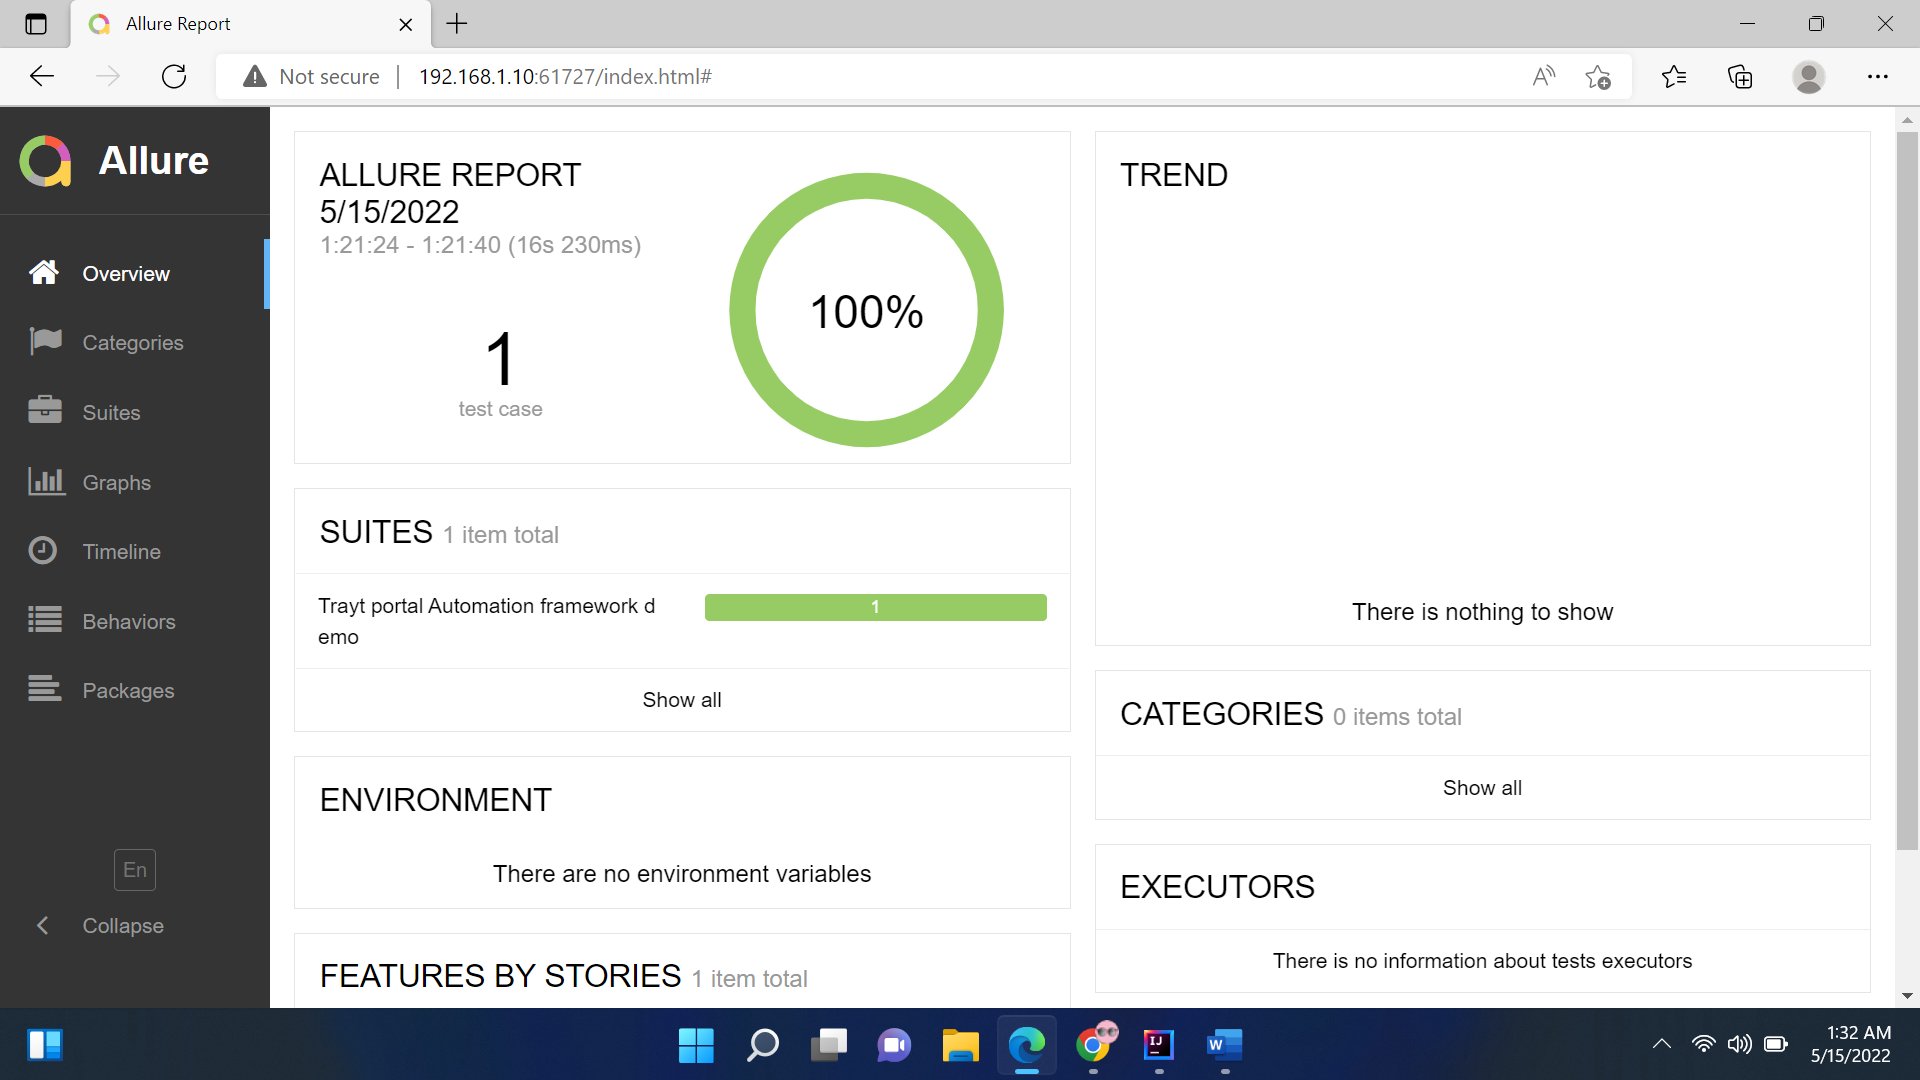 Allure Report
Not secure
192.168.1.10:61727/index.html#
Allure
Overview
Categories
Suites
Graphs
Timeline
Behaviors
Packages
En
Collapse
ALLURE REPORT
5/15/2022
1:21:24 - 1:21:40 (16s 230ms)
1
test case
100%
SUITES 1 item total
Trayt portal Automation framework d
emo
1
Show all
ENVIRONMENT
There are no environment variables
FEATURES BY STORIES 1 item total
TREND
There is nothing to show
CATEGORIES 0 items total
Show all
EXECUTORS
There is no information about tests executors
IJ
W
1:32 AM
5/15/2022